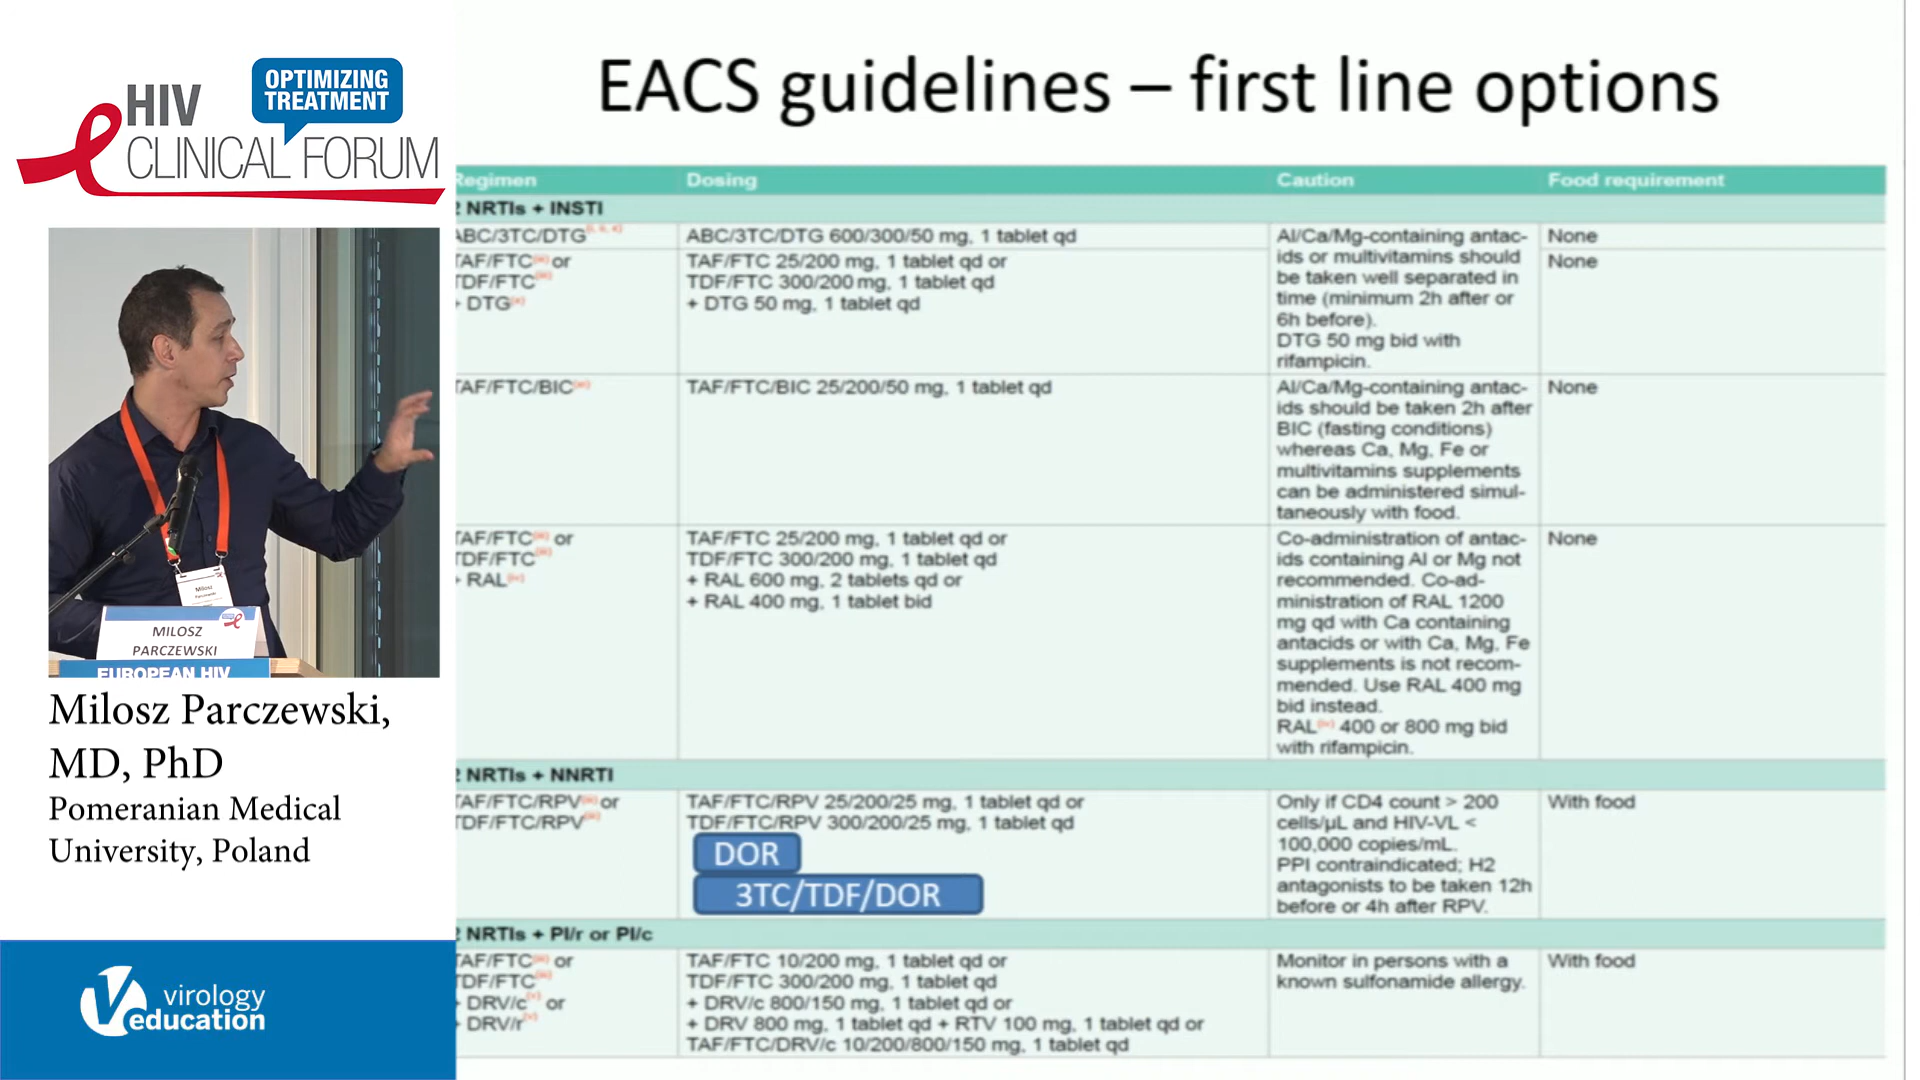 HIV
OPTIMIZING
TREATMENT
CLINICAL FORUM
Milosz
MILOSZ
PARCZEWSKI
EUROPEAN HIV
Milosz Parczewski,
MD, PhD
Pomeranian Medical
University, Poland
virology
education
EACS guidelines – first line options
Regimen Dosing Caution Food requirement
2 NRTIs + INSTI
ABC/3TC/DTG ABC/3TC/DTG 600/300/50 mg, 1 tablet qd
TAF/FTC or
TDF/FTC
+ DTG
TAF/FTC 25/200 mg, 1 tablet qd or
TDF/FTC 300/200 mg, 1 tablet qd
+ DTG 50 mg, 1 tablet qd
Al/Ca/Mg-containing antac-
ids or multivitamins should
be taken well separated in
time (minimum 2h after or
6h before).
DTG 50 mg bid with
rifampicin.
None
None
TAF/FTC/BIC
TAF/FTC/BIC 25/200/50 mg, 1 tablet qd
Al/Ca/Mg-containing antac-
ids should be taken 2h after
BIC (fasting conditions)
whereas Ca, Mg, Fe or
multivitamins supplements
can be administered simul-
taneously with food.
None
TAF/FTC or
TDF/FTC
+ RAL
TAF/FTC 25/200 mg, 1 tablet qd or
TDF/FTC 300/200 mg, 1 tablet qd
+ RAL 600 mg, 2 tablets qd or
+ RAL 400 mg, 1 tablet bid
Co-administration of antac-
ids containing Al or Mg not
recommended. Co-ad-
ministration of RAL 1200
mg qd with Ca containing
antacids or with Ca, Mg, Fe
supplements is not recom-
mended. Use RAL 400 mg
bid instead.
RAL 400 or 800 mg bid
with rifampicin.
None
2 NRTIs + NNRTI
TAF/FTC/RPV or
TDF/FTC/RPV
TAF/FTC/RPV 25/200/25 mg, 1 tablet qd or
TDF/FTC/RPV 300/200/25 mg, 1 tablet qd
DOR
3TC/TDF/DOR
Only if CD4 count > 200
cells/µL and HIV-VL <
100,000 copies/mL.
PPI contraindicated; H2
antagonists to be taken 12h
before or 4h after RPV.
With food
2 NRTIs + PI/r or PI/c
TAF/FTC or
TDF/FTC
+ DRV/c or
+ DRV/r
TAF/FTC 10/200 mg, 1 tablet qd or
TDF/FTC 300/200 mg, 1 tablet qd
+ DRV/c 800/150 mg, 1 tablet qd or
+ DRV 800 mg, 1 tablet qd + RTV 100 mg, 1 tablet qd or
TAF/FTC/DRV/c 10/200/800/150 mg, 1 tablet qd
Monitor in persons with a
known sulfonamide allergy.
With food